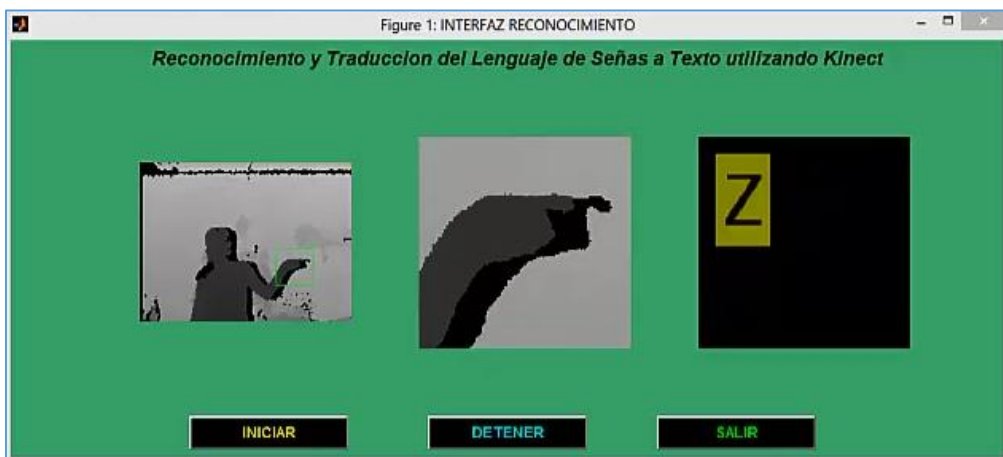 Figure 1: INTERFAZ RECONOCIMIENTO
Reconocimiento y Traduccion del Lenguaje de Señas a Texto utilizando Kinect
Z
INICIAR DETENER SALIR